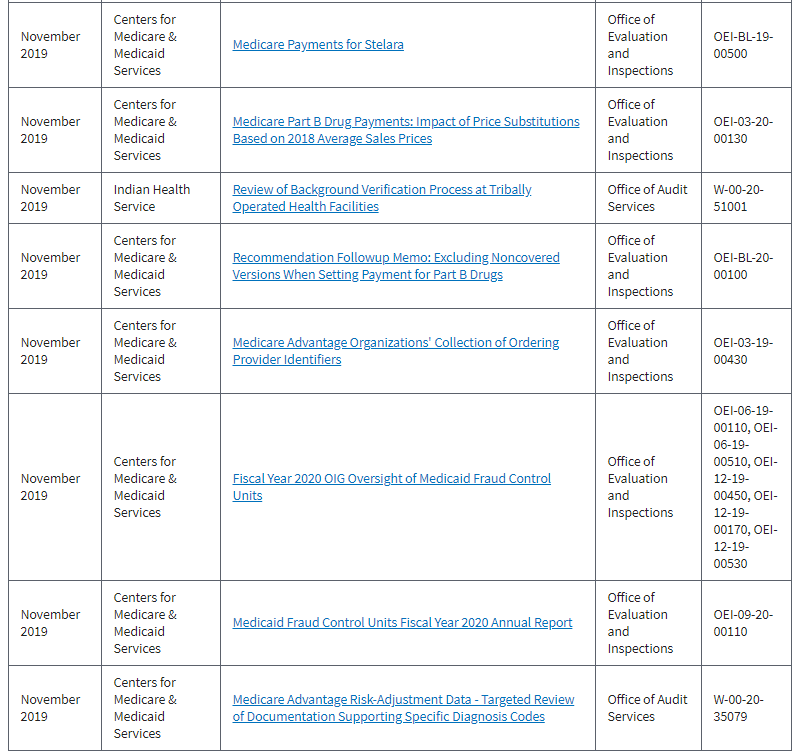 November
2019
Centers for
Medicare &
Medicaid
Services
Medicare Payments for Stelara
Office of
Evaluation
and
Inspections
OEI-BL-19-
00500
November
2019
Centers for
Medicare &
Medicaid
Services
Medicare Part B Drug Payments: Impact of Price Substitutions
Based on 2018 Average Sales Prices
Office of
Evaluation
and
Inspections
OEI-03-20-
00130
November
2019
Indian Health
Service
Review of Background Verification Process at Tribally
Operated Health Facilities
Office of Audit
Services
W-00-20-
51001
November
2019
Centers for
Medicare &
Medicaid
Services
Recommendation Followup Memo: Excluding Noncovered
Versions When Setting Payment for Part B Drugs
Office of
Evaluation
and
Inspections
OEI-BL-20-
00100
November
2019
Centers for
Medicare &
Medicaid
Services
Medicare Advantage Organizations' Collection of Ordering
Provider Identifiers
Office of
Evaluation
and
Inspections
OEI-03-19-
00430
November
2019
Centers for
Medicare &
Medicaid
Services
Fiscal Year 2020 OIG Oversight of Medicaid Fraud Control
Units
Office of
Evaluation
and
Inspections
OEI-06-19-
00110, OEI-
06-19-
00510, OEI-
12-19-
00450, OEI-
12-19-
00170, OEI-
12-19-
00530
November
2019
Centers for
Medicare &
Medicaid
Services
Medicaid Fraud Control Units Fiscal Year 2020 Annual Report
Office of
Evaluation
and
Inspections
OEI-09-20-
00110
November
2019
Centers for
Medicare &
Medicaid
Services
Medicare Advantage Risk-Adjustment Data - Targeted Review
of Documentation Supporting Specific Diagnosis Codes
Office of Audit
Services
W-00-20-
35079